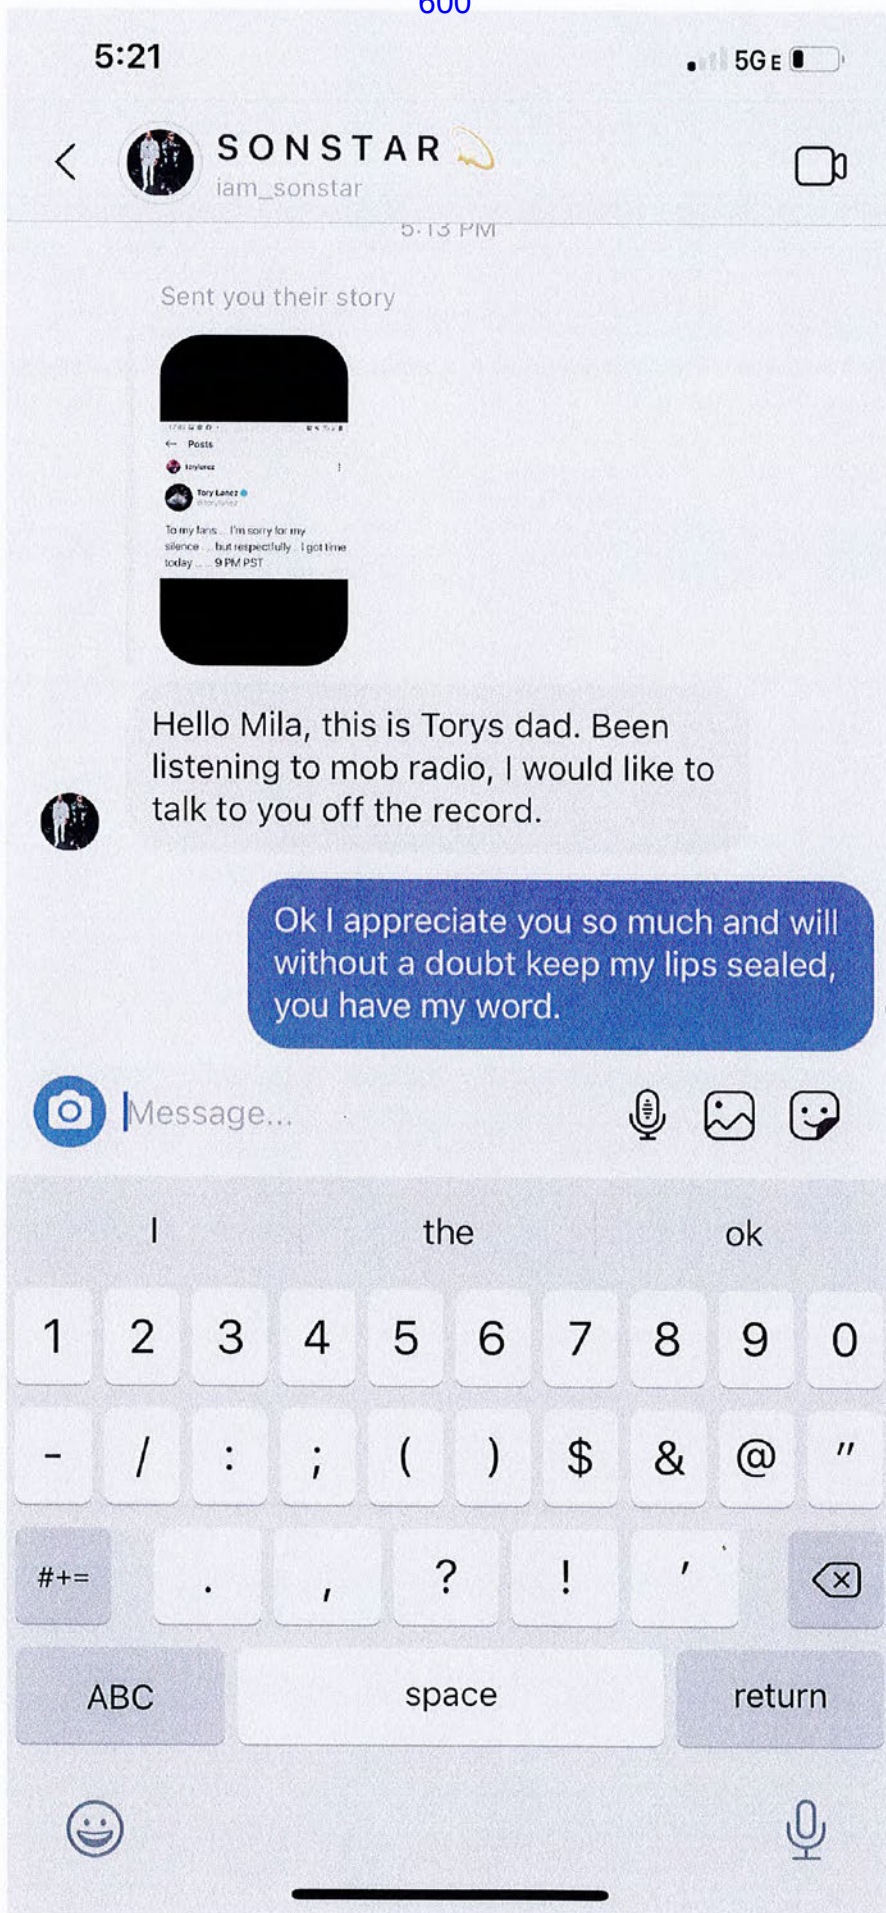 600
5:21
5G E
SONSTAR💫
iam_sonstar
5:13 PM
Sent you their story
← Posts
torylanez
Tory Lanez
To my fans ... I'm sorry for my
silence ... but respectfully .. I got time
today ..... 9 PM PST
Hello Mila, this is Torys dad. Been
listening to mob radio, I would like to
talk to you off the record.
Ok I appreciate you so much and will
without a doubt keep my lips sealed,
you have my word.
Message...
I the ok
1 2 3 4 5 6 7 8 9 0
- / : ; ( ) $ & @ "
#+= . , ? ! '
ABC space return